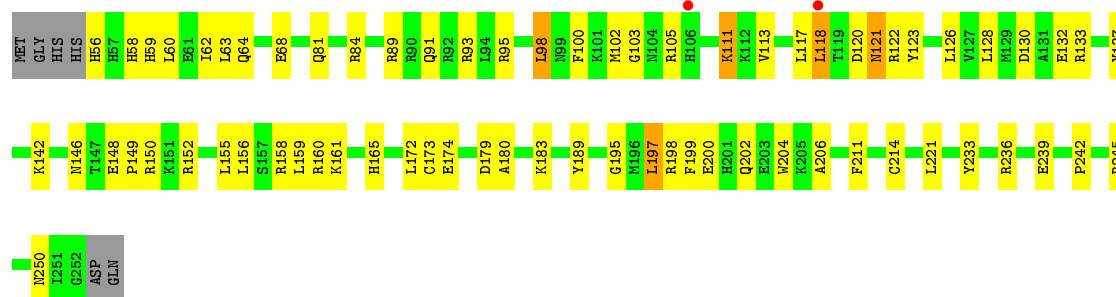 MET GLY HIS HIS H56 H57 H58 H59 L60 E61 I62 L63 Q64 E68 Q81 R84 R89 R90 Q91 R92 R93 L94 R95 L98 N99 F100 K101 M102 G103 N104 R105 H106 K111 K112 V113 L117 L118 T119 D120 N121 R122 Y123 L126 V127 L128 M129 D130 A131 E132 R133
K142 N146 T147 E148 P149 R150 K151 R152 L155 L156 S157 R158 L159 R160 K161 H165 L172 C173 E174 D179 A180 K183 Y189 G195 M196 L197 R198 F199 E200 H201 Q202 E203 W204 K205 A206 F211 C214 L221 Y233 R236 E239 P242
N250 I251 G252 ASP GLN